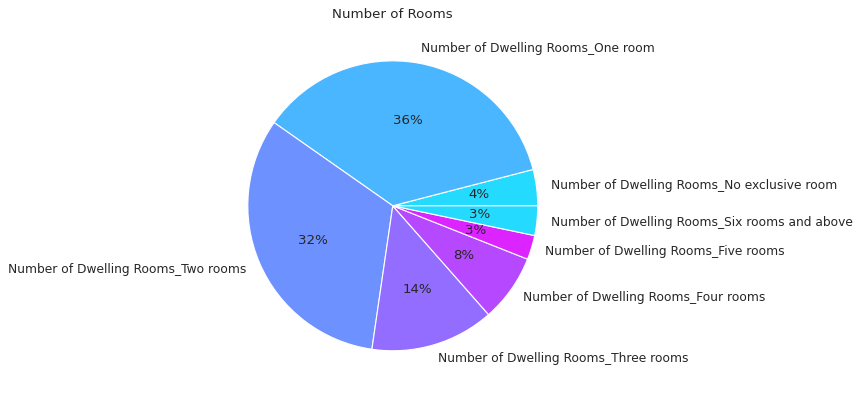 Number of Rooms
Number of Dwelling Rooms_One room
36%
Number of Dwelling Rooms_No exclusive room
4%
3%
Number of Dwelling Rooms_Six rooms and above
3%
Number of Dwelling Rooms_Five rooms
32%
8%
Number of Dwelling Rooms_Two rooms
14%
Number of Dwelling Rooms_Four rooms
Number of Dwelling Rooms_Three rooms